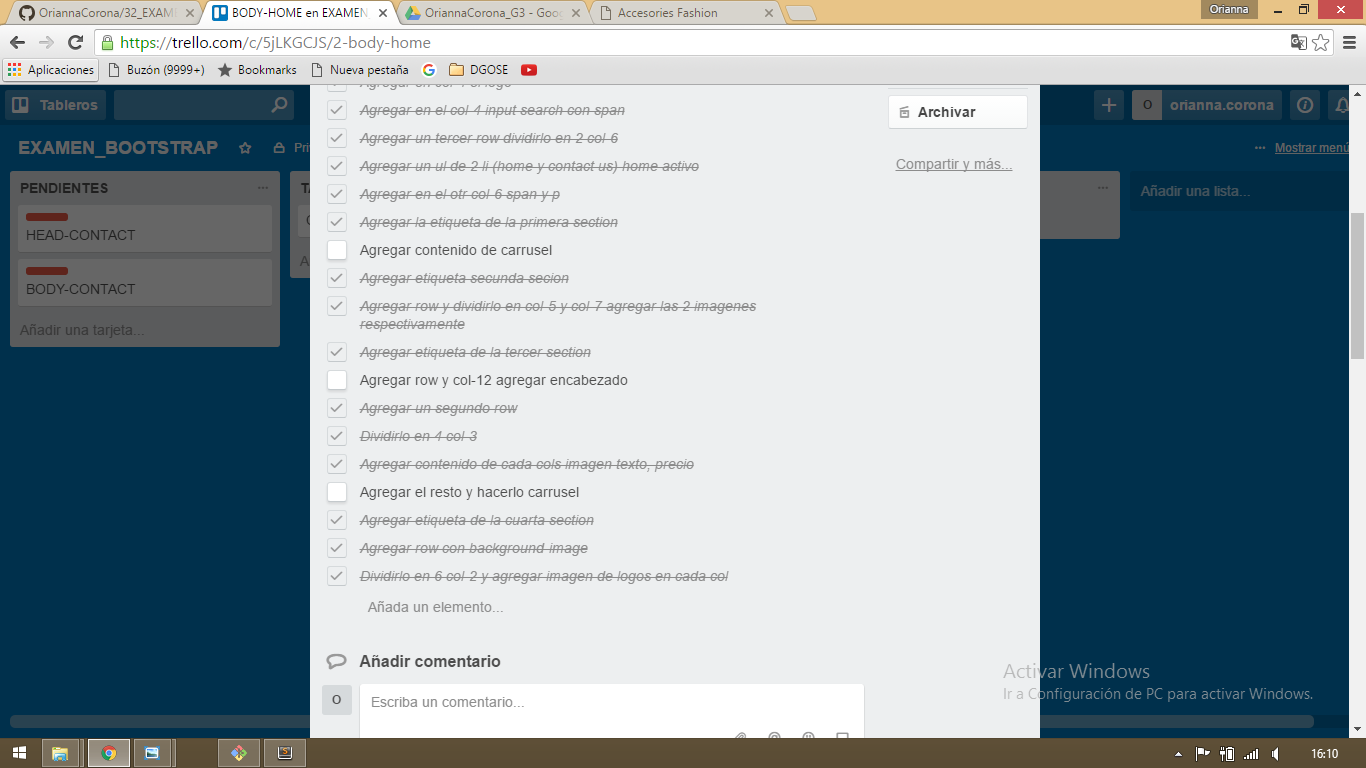 OriannaCorona/32_EXAM
BODY-HOME en EXAMEN_
OriannaCorona_G3 - Goog
Accesories Fashion
Orianna
https://trello.com/c/5jLKGCJS/2-body-home
Aplicaciones
Buzón (9999+)
Bookmarks
Nueva pestaña
DGOSE
Tableros
orianna.corona
O
EXAMEN_BOOTSTRAP
Mostrar menú
PENDIENTES
HEAD-CONTACT
BODY-CONTACT
Añadir una tarjeta...
Añadir una lista...
Agregar en el col-4 input search con span
Agregar un tercer row dividirlo en 2 col-6
Agregar un ul de 2 li (home y contact us) home activo
Agregar en el otr col-6 span y p
Agregar la etiqueta de la primera section
Agregar contenido de carrusel
Agregar etiqueta secunda secion
Agregar row y dividirlo en col-5 y col-7 agregar las 2 imagenes
respectivamente
Agregar etiqueta de la tercer section
Agregar row y col-12 agregar encabezado
Agregar un segundo row
Dividirlo en 4 col-3
Agregar contenido de cada cols imagen texto, precio
Agregar el resto y hacerlo carrusel
Agregar etiqueta de la cuarta section
Agregar row con background-image
Dividirlo en 6 col-2 y agregar imagen de logos en cada col
Añada un elemento...
Archivar
Compartir y más...
Añadir comentario
O
Escriba un comentario...
Activar Windows
Ir a Configuración de PC para activar Windows.
16:10